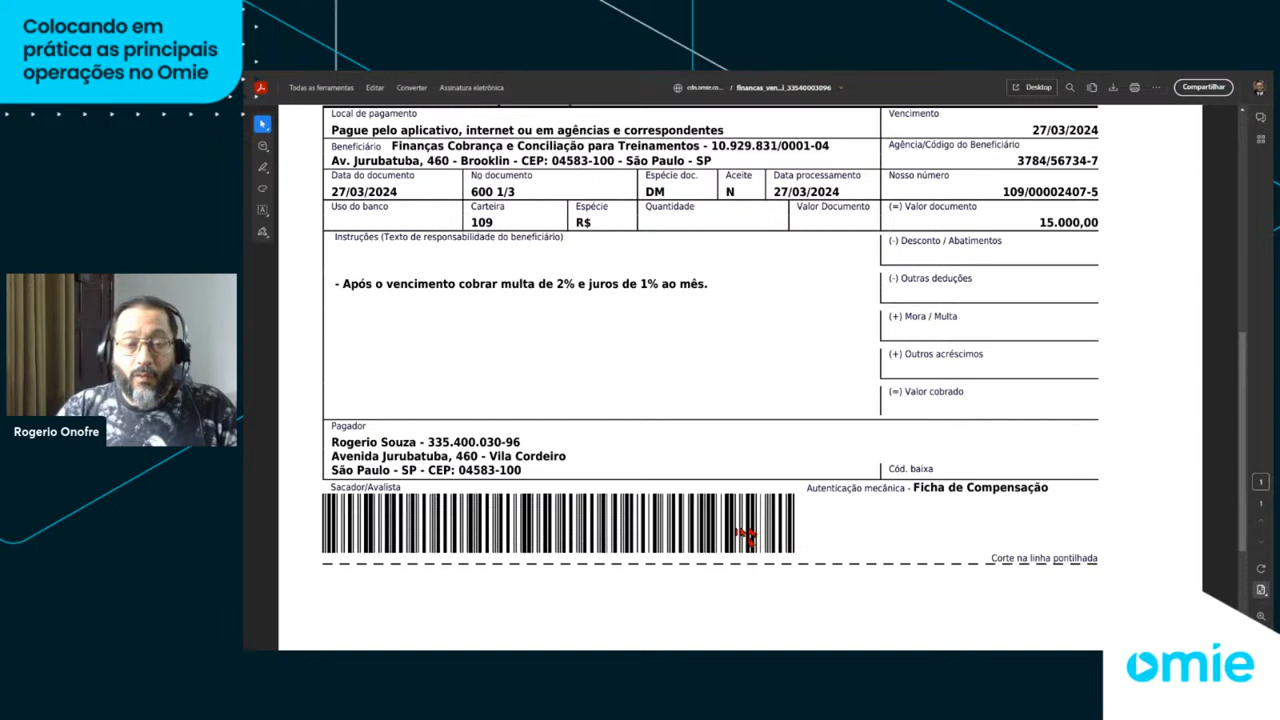 Colocando em
prática as principais
operações no Omie
Todas as ferramentas Editar Converter Assinatura eletrônica
cdn.omie.co... / financas_ven...i_33540003096
Desktop
Compartilhar
Local de pagamento
Pague pelo aplicativo, internet ou em agências e correspondentes
Vencimento
27/03/2024
Beneficiário Finanças Cobrança e Conciliação para Treinamentos - 10.929.831/0001-04
Av. Jurubatuba, 460 - Brooklin - CEP: 04583-100 - São Paulo - SP
Agência/Código do Beneficiário
3784/56734-7
Data do documento No documento Espécie doc. Aceite Data processamento Nosso número
27/03/2024 600 1/3 DM N 27/03/2024 109/00002407-5
Uso do banco Carteira Espécie Quantidade Valor Documento (=) Valor documento
109 R$ 15.000,00
Instruções (Texto de responsabilidade do beneficiário)
(-) Desconto / Abatimentos
(-) Outras deduções
- Após o vencimento cobrar multa de 2% e juros de 1% ao mês.
(+) Mora / Multa
(+) Outros acréscimos
(=) Valor cobrado
Pagador
Rogerio Souza - 335.400.030-96
Avenida Jurubatuba, 460 - Vila Cordeiro
São Paulo - SP - CEP: 04583-100
Cód. baixa
Sacador/Avalista
Autenticação mecânica - Ficha de Compensação
Corte na linha pontilhada
Rogerio Onofre
1
1
omie